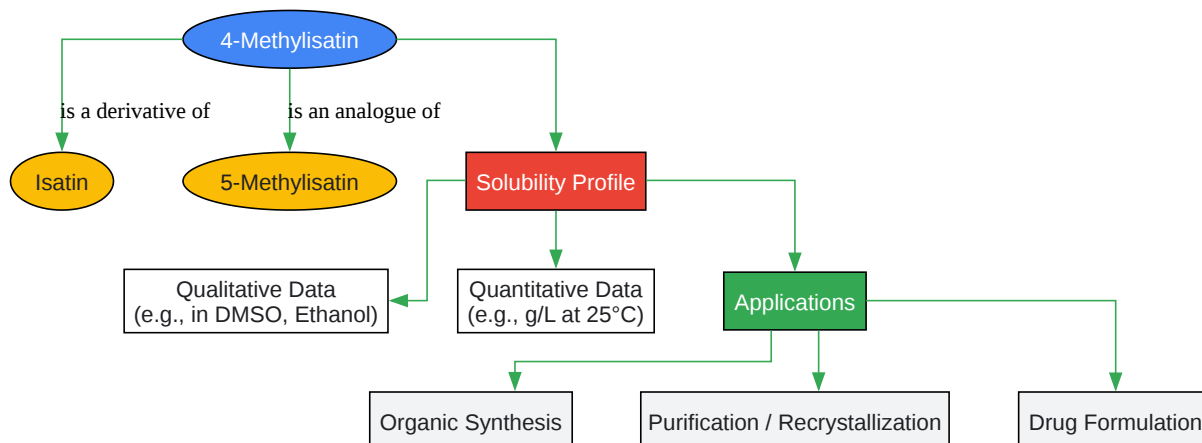 4-Methylisatin
is a derivative of
is an analogue of
Isatin
5-Methylisatin
Solubility Profile
Qualitative Data
(e.g., in DMSO, Ethanol)
Quantitative Data
(e.g., g/L at 25°C)
Applications
Organic Synthesis
Purification / Recrystallization
Drug Formulation